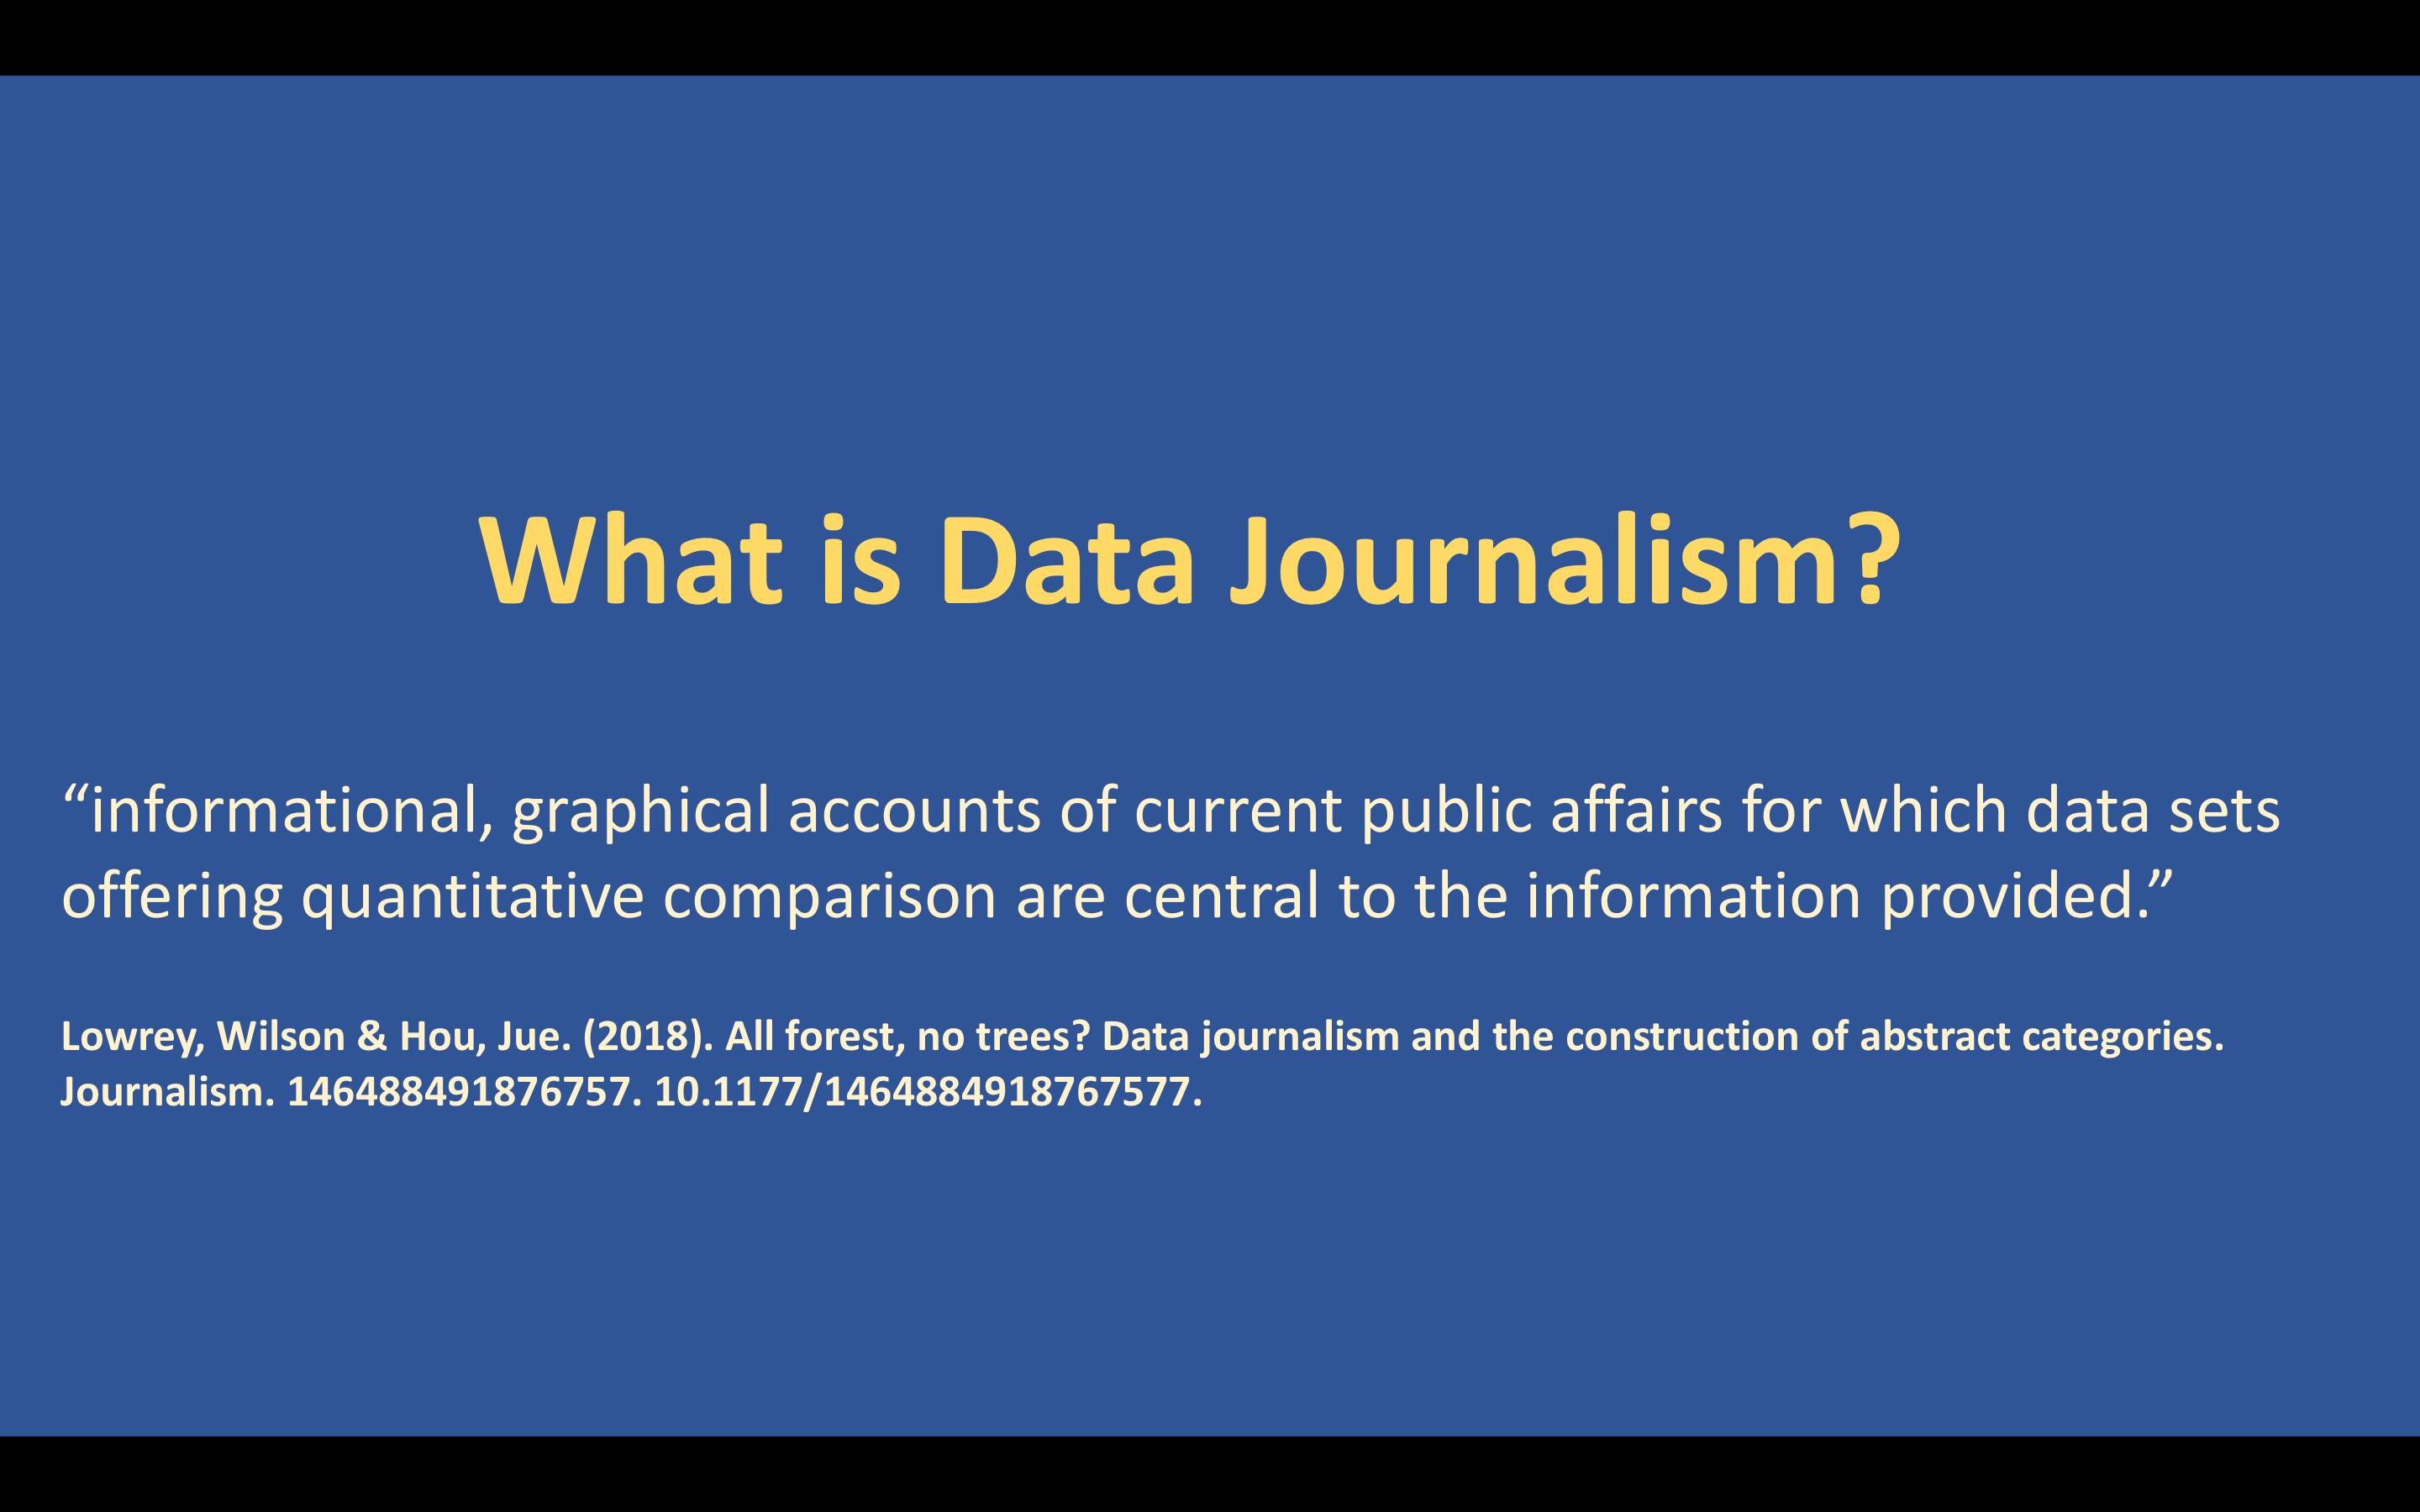 What is Data Journalism?
“informational, graphical accounts of current public affairs for which data sets
offering quantitative comparison are central to the information provided.”
Lowrey, Wilson & Hou, Jue. (2018). All forest, no trees? Data journalism and the construction of abstract categories.
Journalism. 146488491876757. 10.1177/1464884918767577.